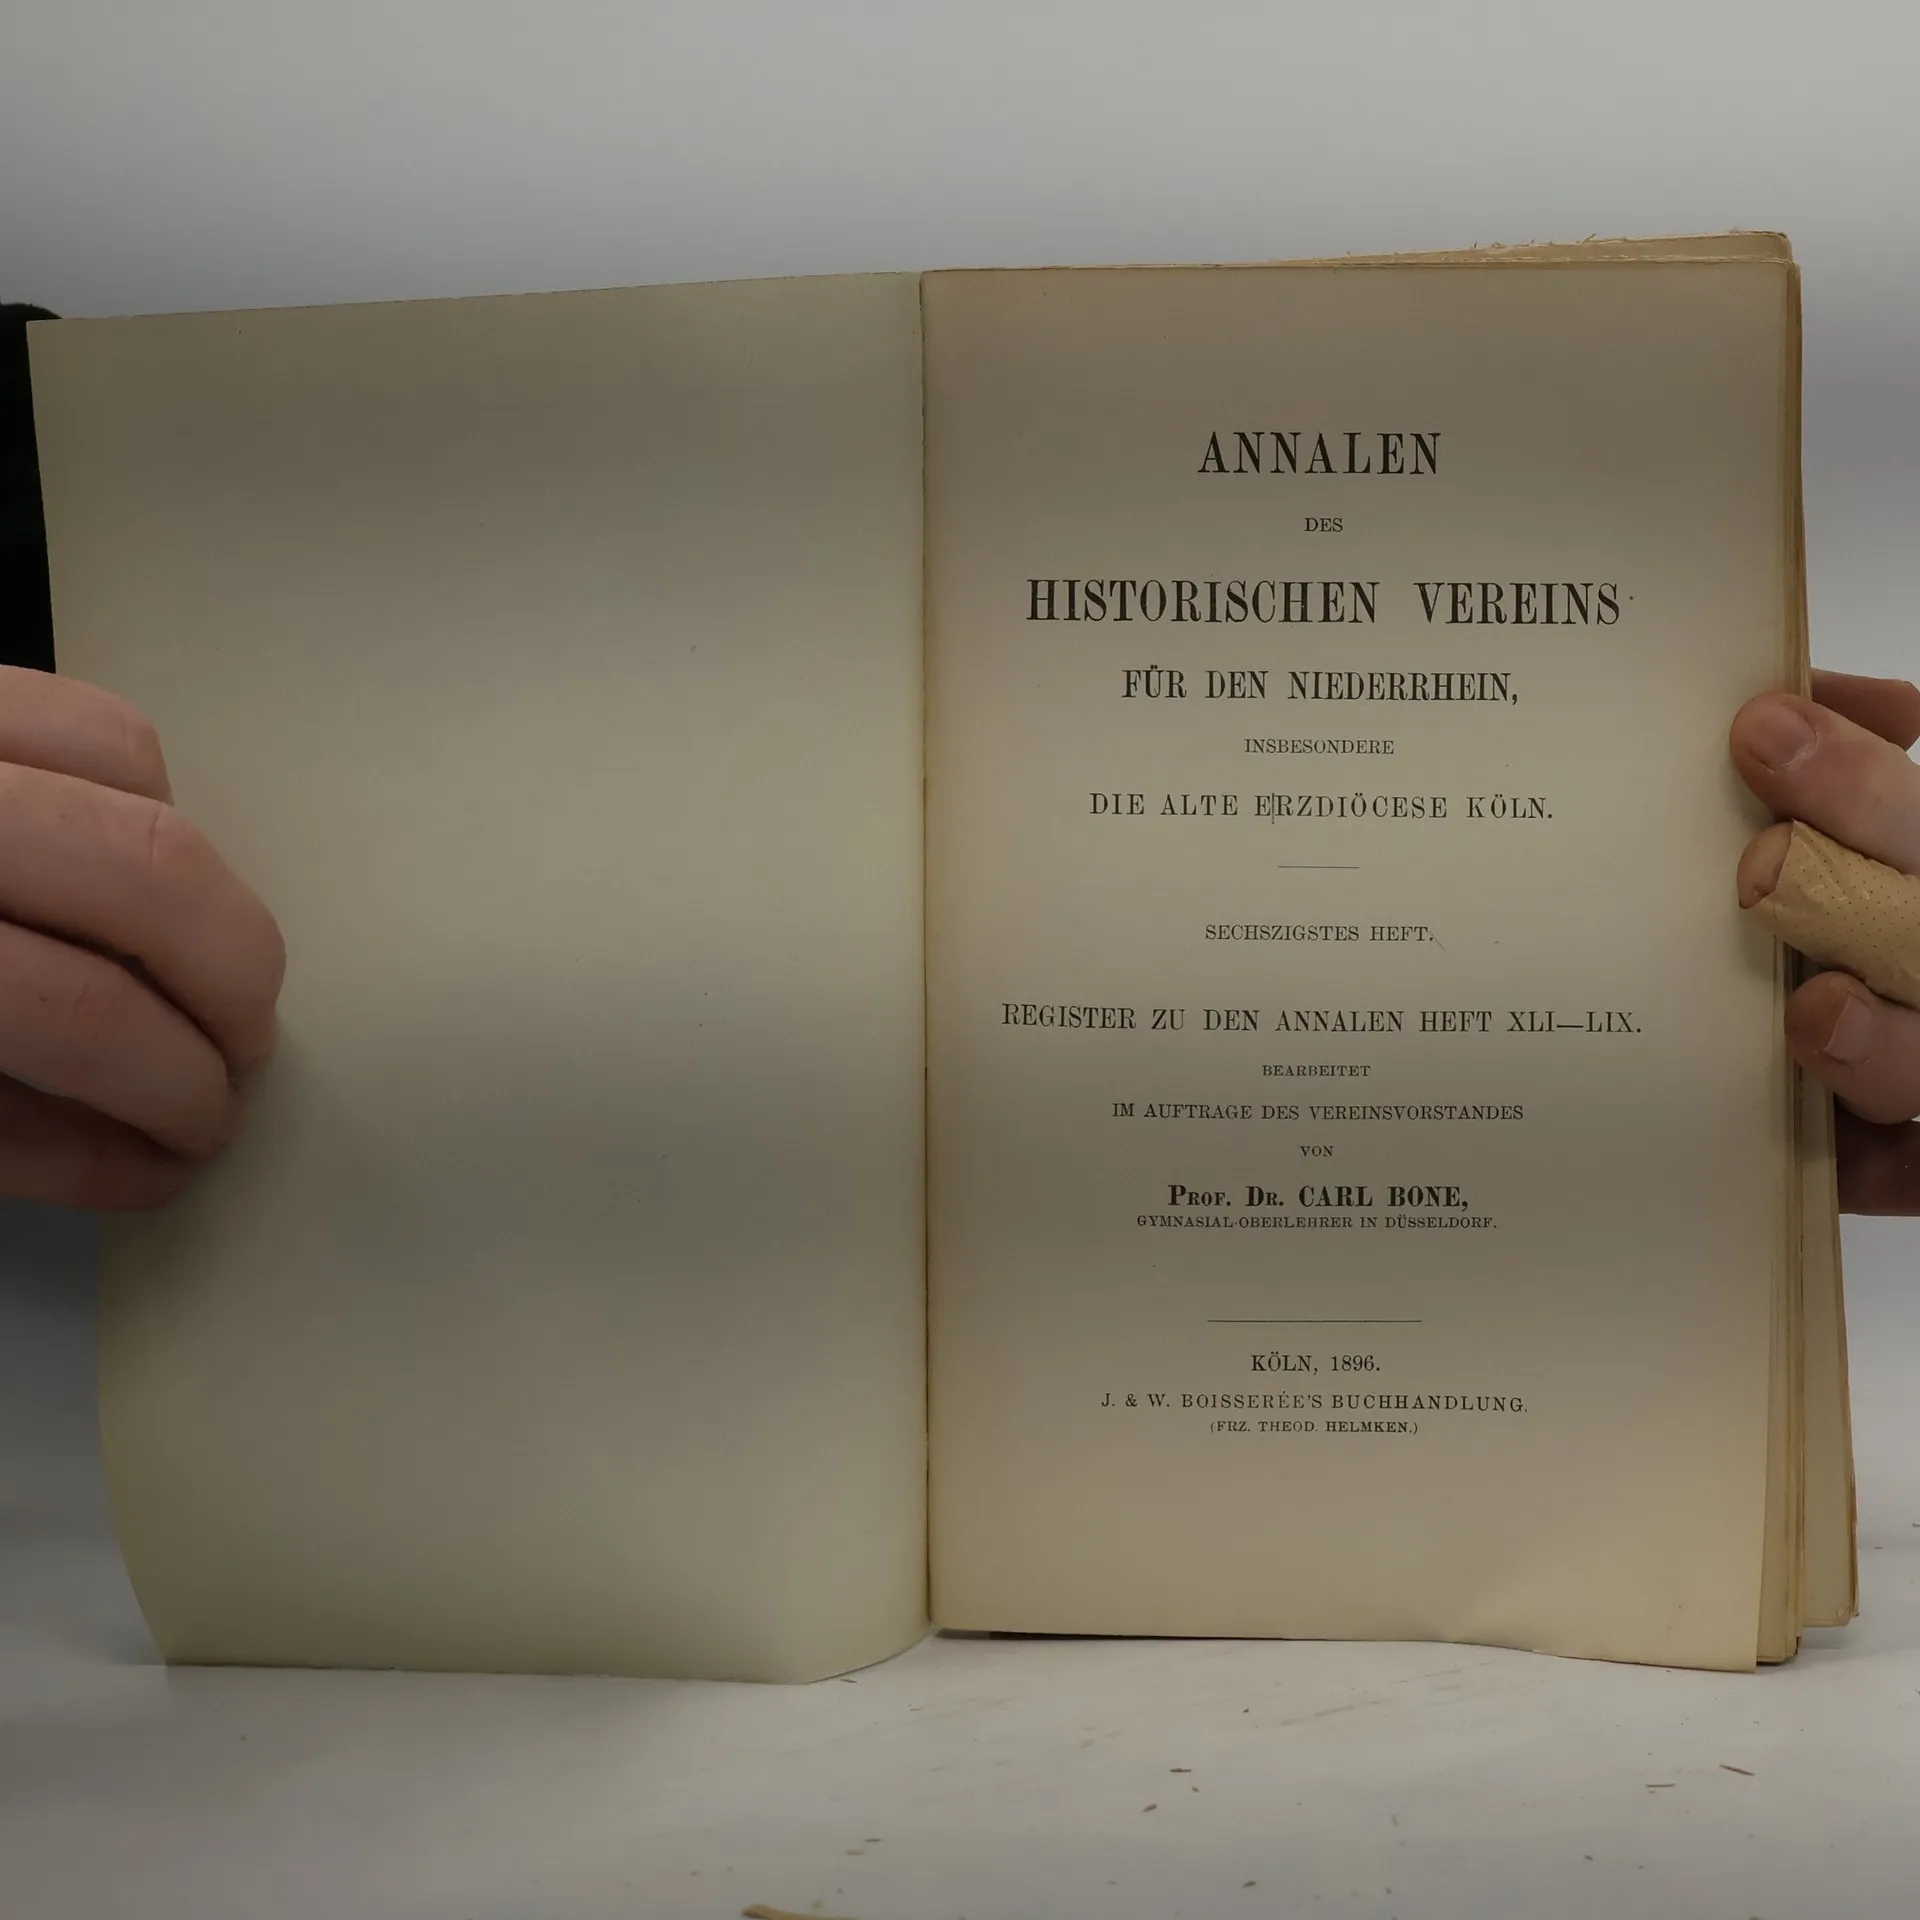 ANNALEN
DES
HISTORISCHEN VEREINS
FÜR DEN NIEDERRHEIN,
INSBESONDERE
DIE ALTE ERZDIÖCESE KÖLN.
SECHSZIGSTES HEFT.
REGISTER ZU DEN ANNALEN HEFT XLI—LIX.
BEARBEITET
IM AUFTRAGE DES VEREINSVORSTANDES
VON
PROF. DR. CARL BONE,
GYMNASIAL-OBERLEHRER IN DÜSSELDORF.
KÖLN, 1896.
J. & W. BOISSERÉE'S BUCHHANDLUNG.
(FRZ. THEOD. HELMKEN.)